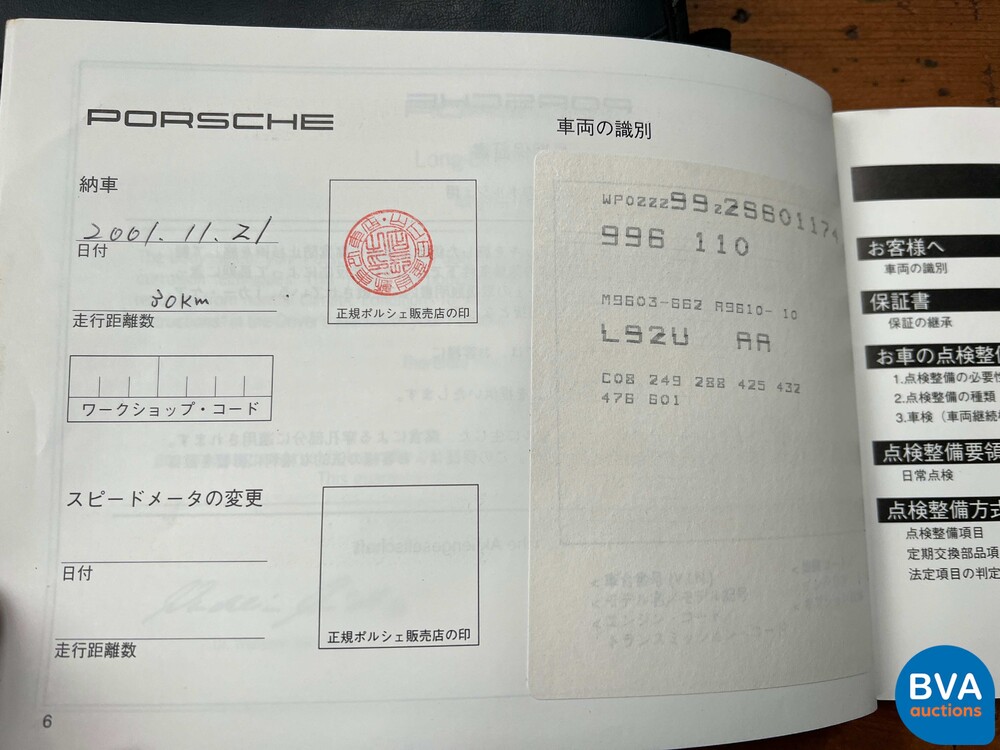 PORSCHE
納車
2001.11.21
日付
30km
走行距離数
正規ポルシェ販売店の印
ワークショップ・コード
スピードメータの変更
日付
走行距離数
正規ポルシェ販売店の印
6
車両の識別
WP0ZZZ99Z2S601174
996 110
M9603-662 A9610-10
L92U AA
C08 249 288 425 432
476 601
お客様へ
車両の識別
保証書
保証の継承
お車の点検整備
1.点検整備の必要性
2.点検整備の種類
3.車検（車両継続検
点検整備要領
日常点検
点検整備方式
点検整備項目
定期交換部品項
法定項目の判定
BVA
auctions